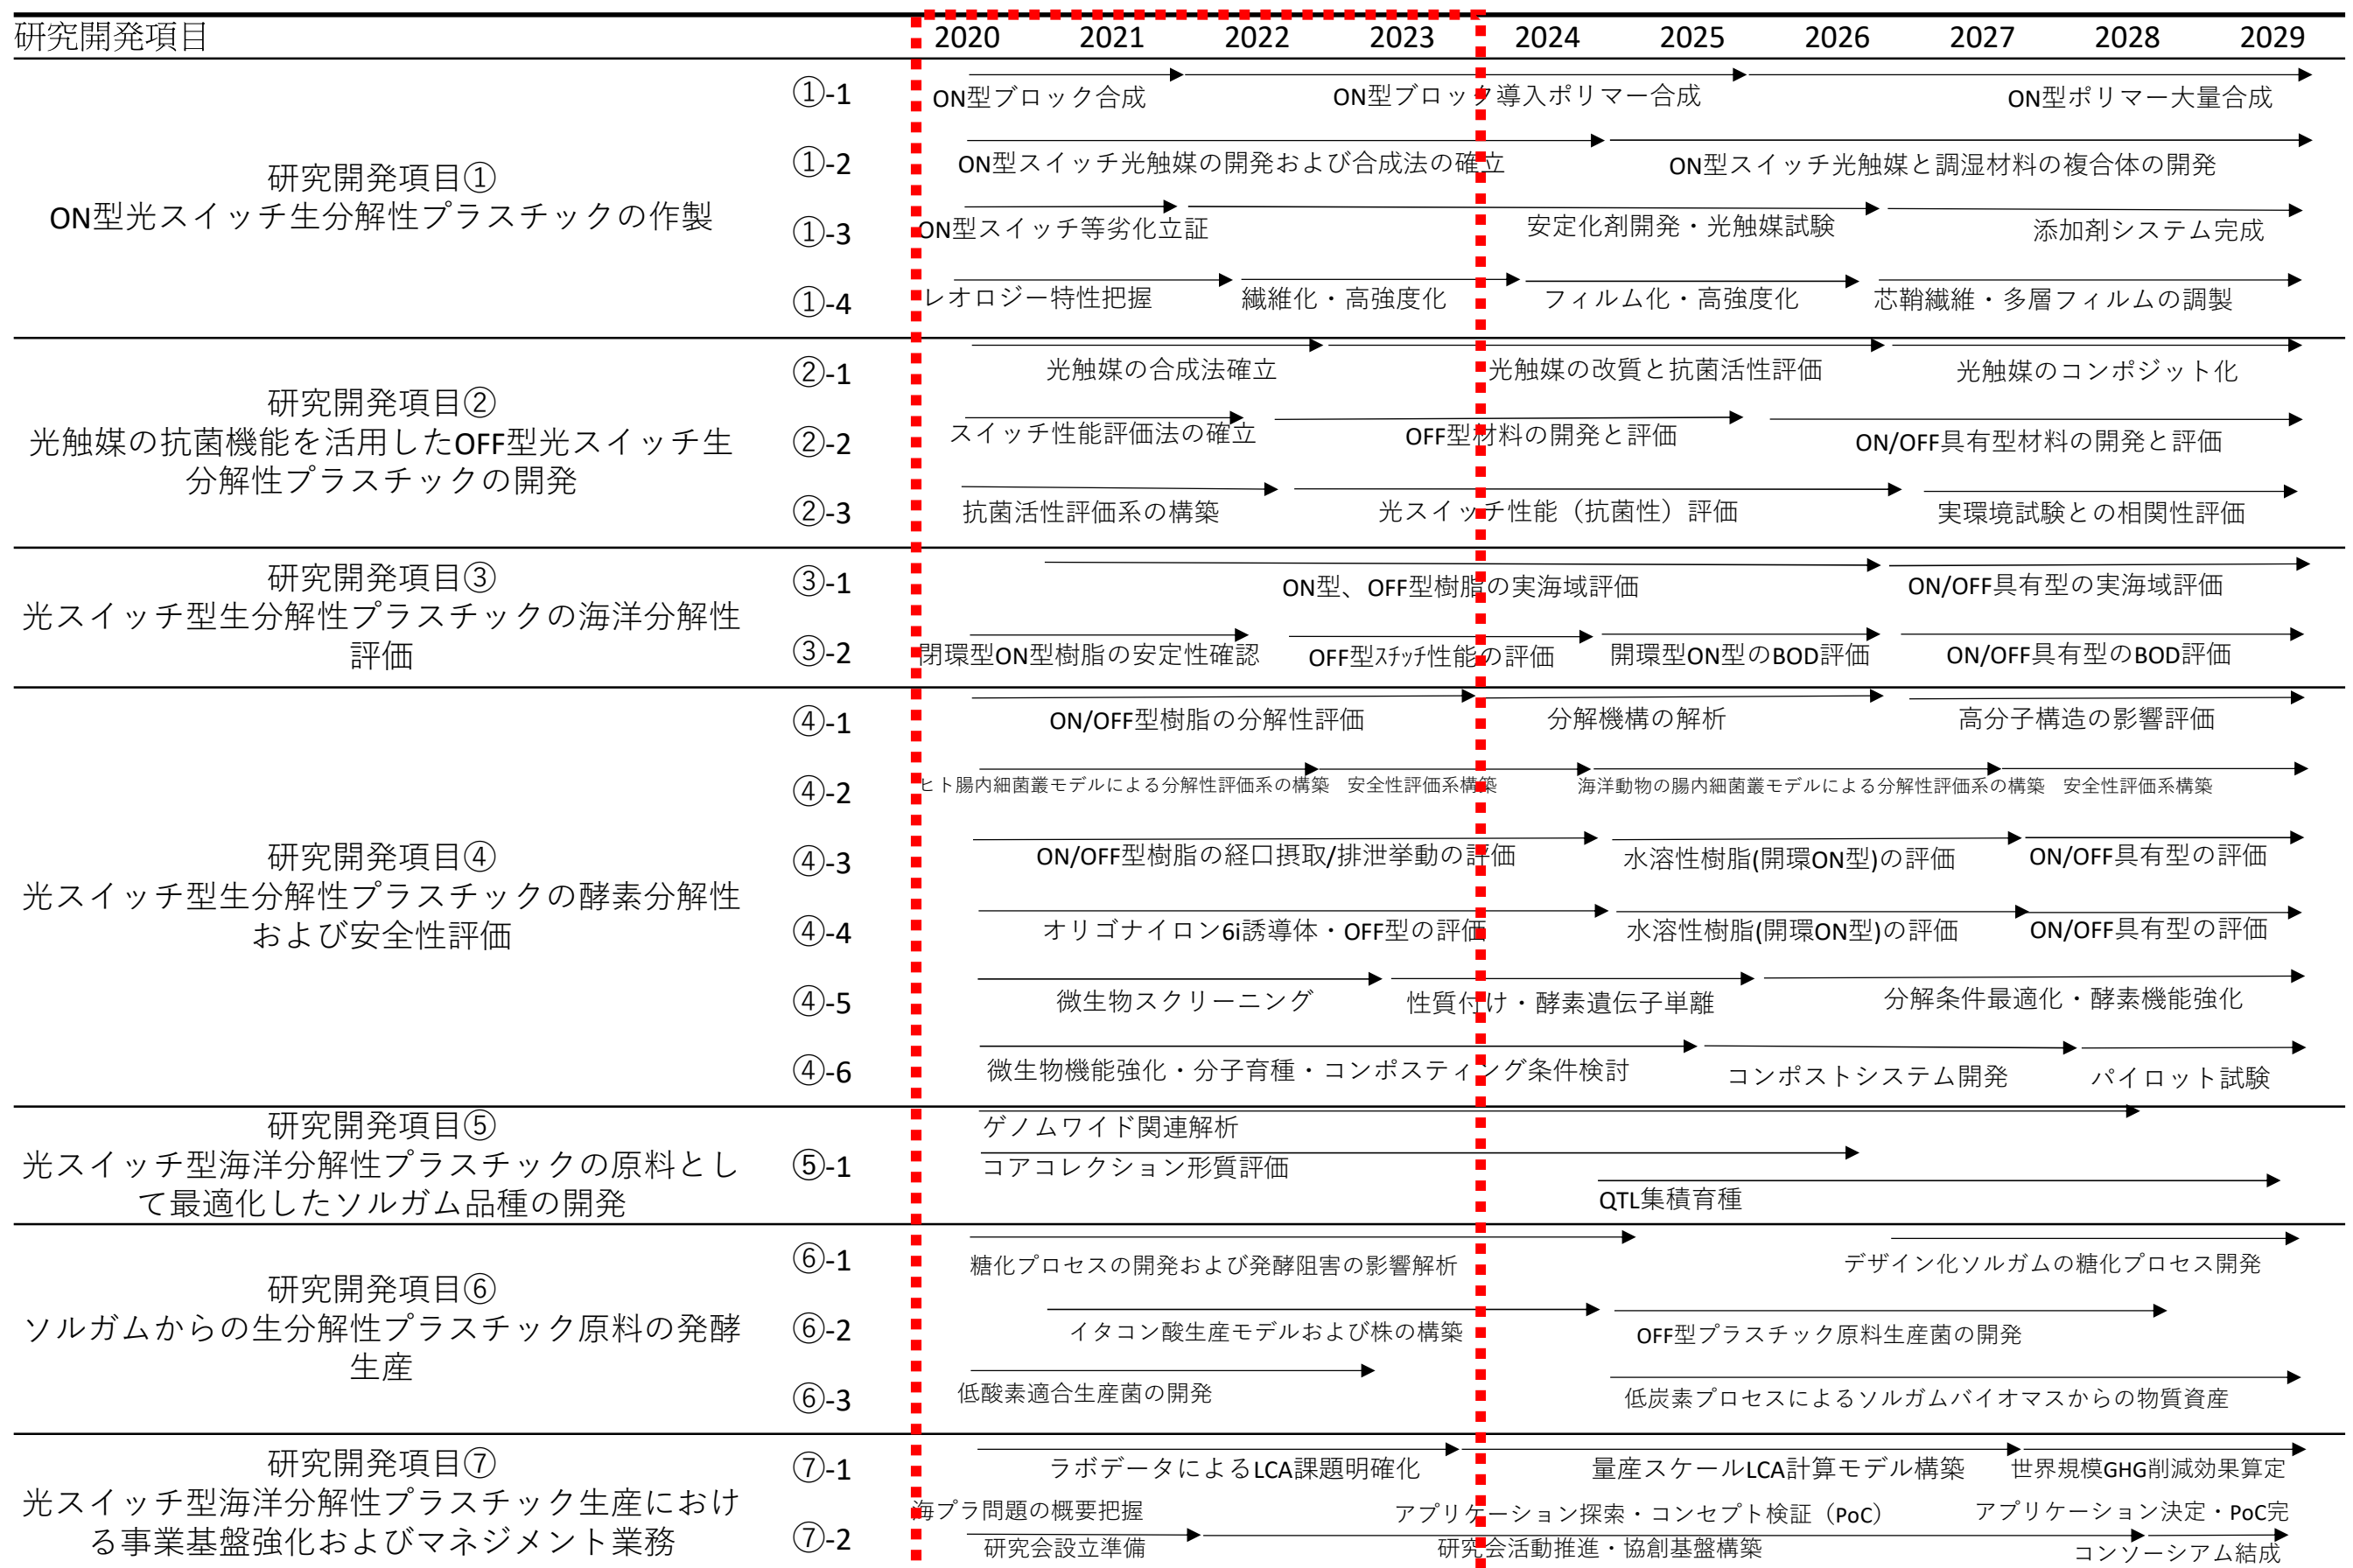 研究開発項目 2020 2021 2022 2023 2024 2025 2026 2027 2028 2029
研究開発項目①
ON型光スイッチ生分解性プラスチックの作製
①-1
ON型ブロック合成 ON型ブロック導入ポリマー合成 ON型ポリマー大量合成
①-2
ON型スイッチ光触媒の開発および合成法の確立 ON型スイッチ光触媒と調湿材料の複合体の開発
①-3
ON型スイッチ等劣化立証 安定化剤開発・光触媒試験 添加剤システム完成
①-4
レオロジー特性把握 繊維化・高強度化 フィルム化・高強度化 芯鞘繊維・多層フィルムの調製
研究開発項目②
光触媒の抗菌機能を活用したOFF型光スイッチ生
分解性プラスチックの開発
②-1
光触媒の合成法確立 光触媒の改質と抗菌活性評価 光触媒のコンポジット化
②-2
スイッチ性能評価法の確立 OFF型材料の開発と評価 ON/OFF具有型材料の開発と評価
②-3
抗菌活性評価系の構築 光スイッチ性能（抗菌性）評価 実環境試験との相関性評価
研究開発項目③
光スイッチ型生分解性プラスチックの海洋分解性
評価
③-1
ON型、OFF型樹脂の実海域評価 ON/OFF具有型の実海域評価
③-2
閉環型ON型樹脂の安定性確認 OFF型ｽﾁｯﾁ性能の評価 開環型ON型のBOD評価 ON/OFF具有型のBOD評価
研究開発項目④
光スイッチ型生分解性プラスチックの酵素分解性
および安全性評価
④-1
ON/OFF型樹脂の分解性評価 分解機構の解析 高分子構造の影響評価
④-2
ヒト腸内細菌叢モデルによる分解性評価系の構築 安全性評価系構築 海洋動物の腸内細菌叢モデルによる分解性評価系の構築 安全性評価系構築
④-3
ON/OFF型樹脂の経口摂取/排泄挙動の評価 水溶性樹脂(開環ON型)の評価 ON/OFF具有型の評価
④-4
オリゴナイロン6i誘導体・OFF型の評価 水溶性樹脂(開環ON型)の評価 ON/OFF具有型の評価
④-5
微生物スクリーニング 性質付け・酵素遺伝子単離 分解条件最適化・酵素機能強化
④-6
微生物機能強化・分子育種・コンポスティング条件検討 コンポストシステム開発 パイロット試験
研究開発項目⑤
光スイッチ型海洋分解性プラスチックの原料とし
て最適化したソルガム品種の開発
⑤-1
ゲノムワイド関連解析
コアコレクション形質評価
QTL集積育種
研究開発項目⑥
ソルガムからの生分解性プラスチック原料の発酵
生産
⑥-1
糖化プロセスの開発および発酵阻害の影響解析 デザイン化ソルガムの糖化プロセス開発
⑥-2
イタコン酸生産モデルおよび株の構築 OFF型プラスチック原料生産菌の開発
⑥-3
低酸素適合生産菌の開発 低炭素プロセスによるソルガムバイオマスからの物質資産
研究開発項目⑦
光スイッチ型海洋分解性プラスチック生産におけ
る事業基盤強化およびマネジメント業務
⑦-1
ラボデータによるLCA課題明確化 量産スケールLCA計算モデル構築 世界規模GHG削減効果算定
⑦-2
海プラ問題の概要把握 アプリケーション探索・コンセプト検証（PoC） アプリケーション決定・PoC完
研究会設立準備 研究会活動推進・協創基盤構築 コンソーシアム結成